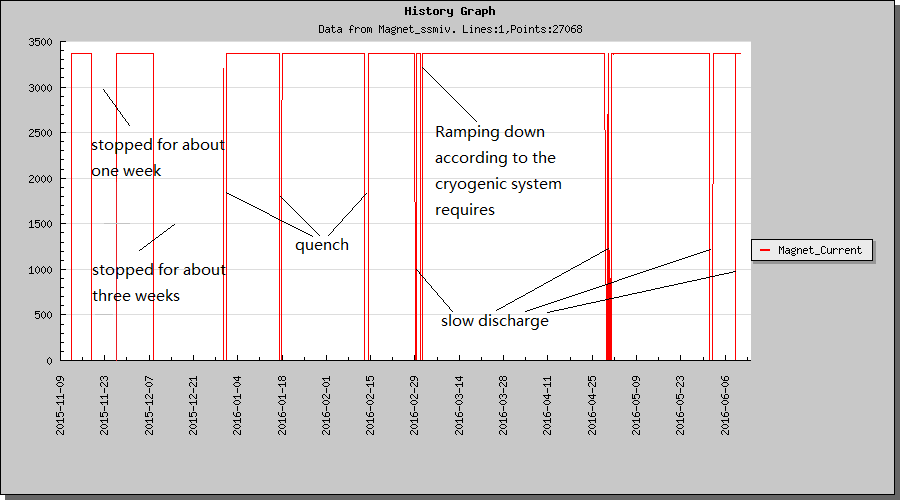 History Graph
Data from Magnet_ssmiv. Lines:1,Points:27068
3500
3000
2500
2000
1500
1000
500
0
stopped for about
one week
stopped for about
three weeks
quench
Ramping down
according to the
cryogenic system
requires
slow discharge
Magnet_Current
2015-11-09
2015-11-23
2015-12-07
2015-12-21
2016-01-04
2016-01-18
2016-02-01
2016-02-15
2016-02-29
2016-03-14
2016-03-28
2016-04-11
2016-04-25
2016-05-09
2016-05-23
2016-06-06